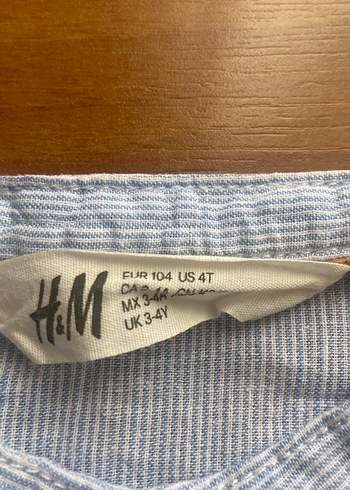 H&M
EUR 104 US 4T
MX 3-4A
UK 3-4Y